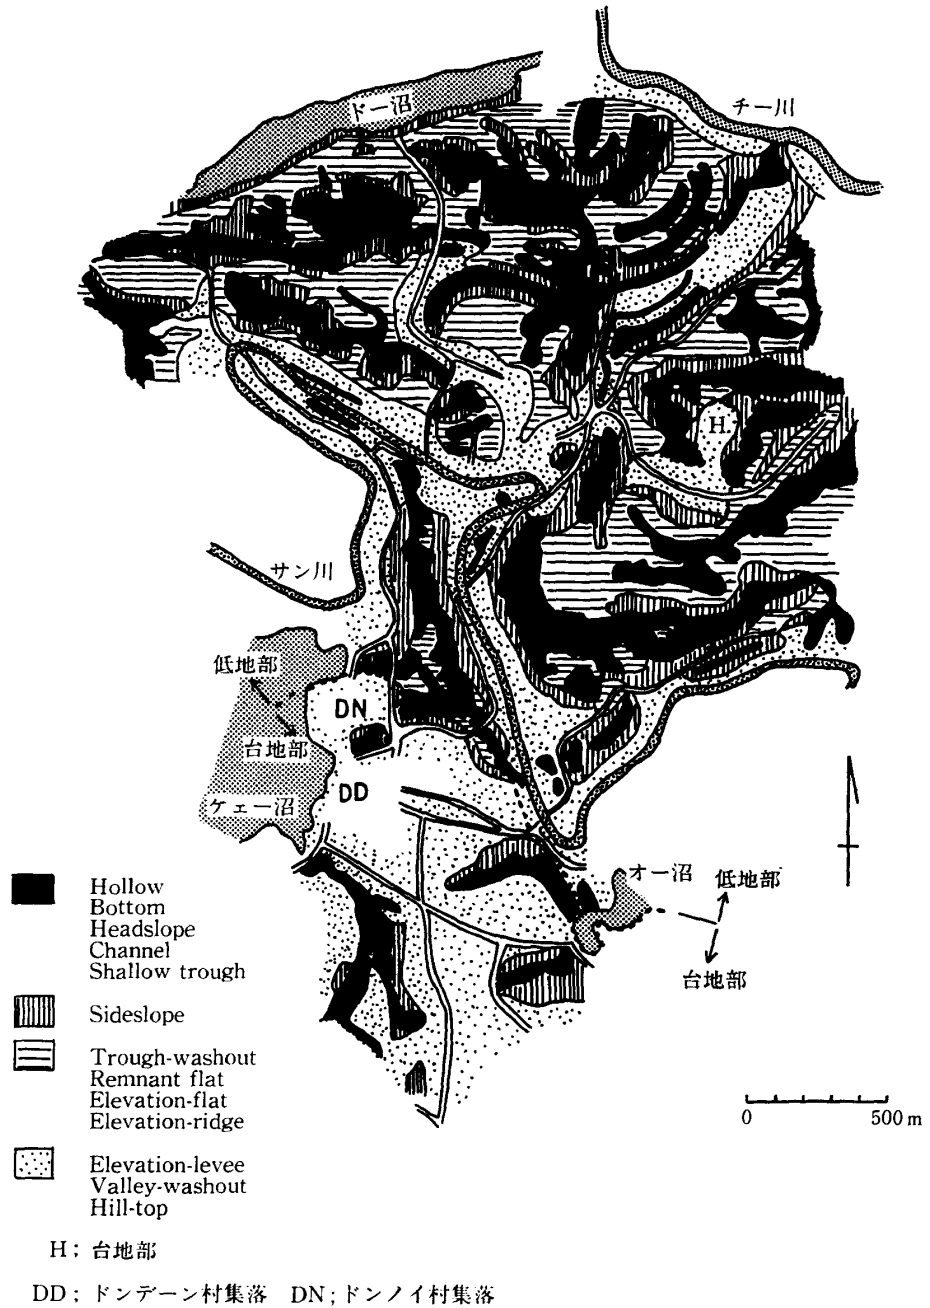 ドー沼
チー川
H
サン川
低地部
DN
台地部
DD
ケェー沼
オー沼
低地部
台地部
Hollow
Bottom
Headslope
Channel
Shallow trough
Sideslope
Trough-washout
Remnant flat
Elevation-flat
Elevation-ridge
0 500 m
Elevation-levee
Valley-washout
Hill-top
H; 台地部
DD; ドンデーン村集落 DN;ドンノイ村集落